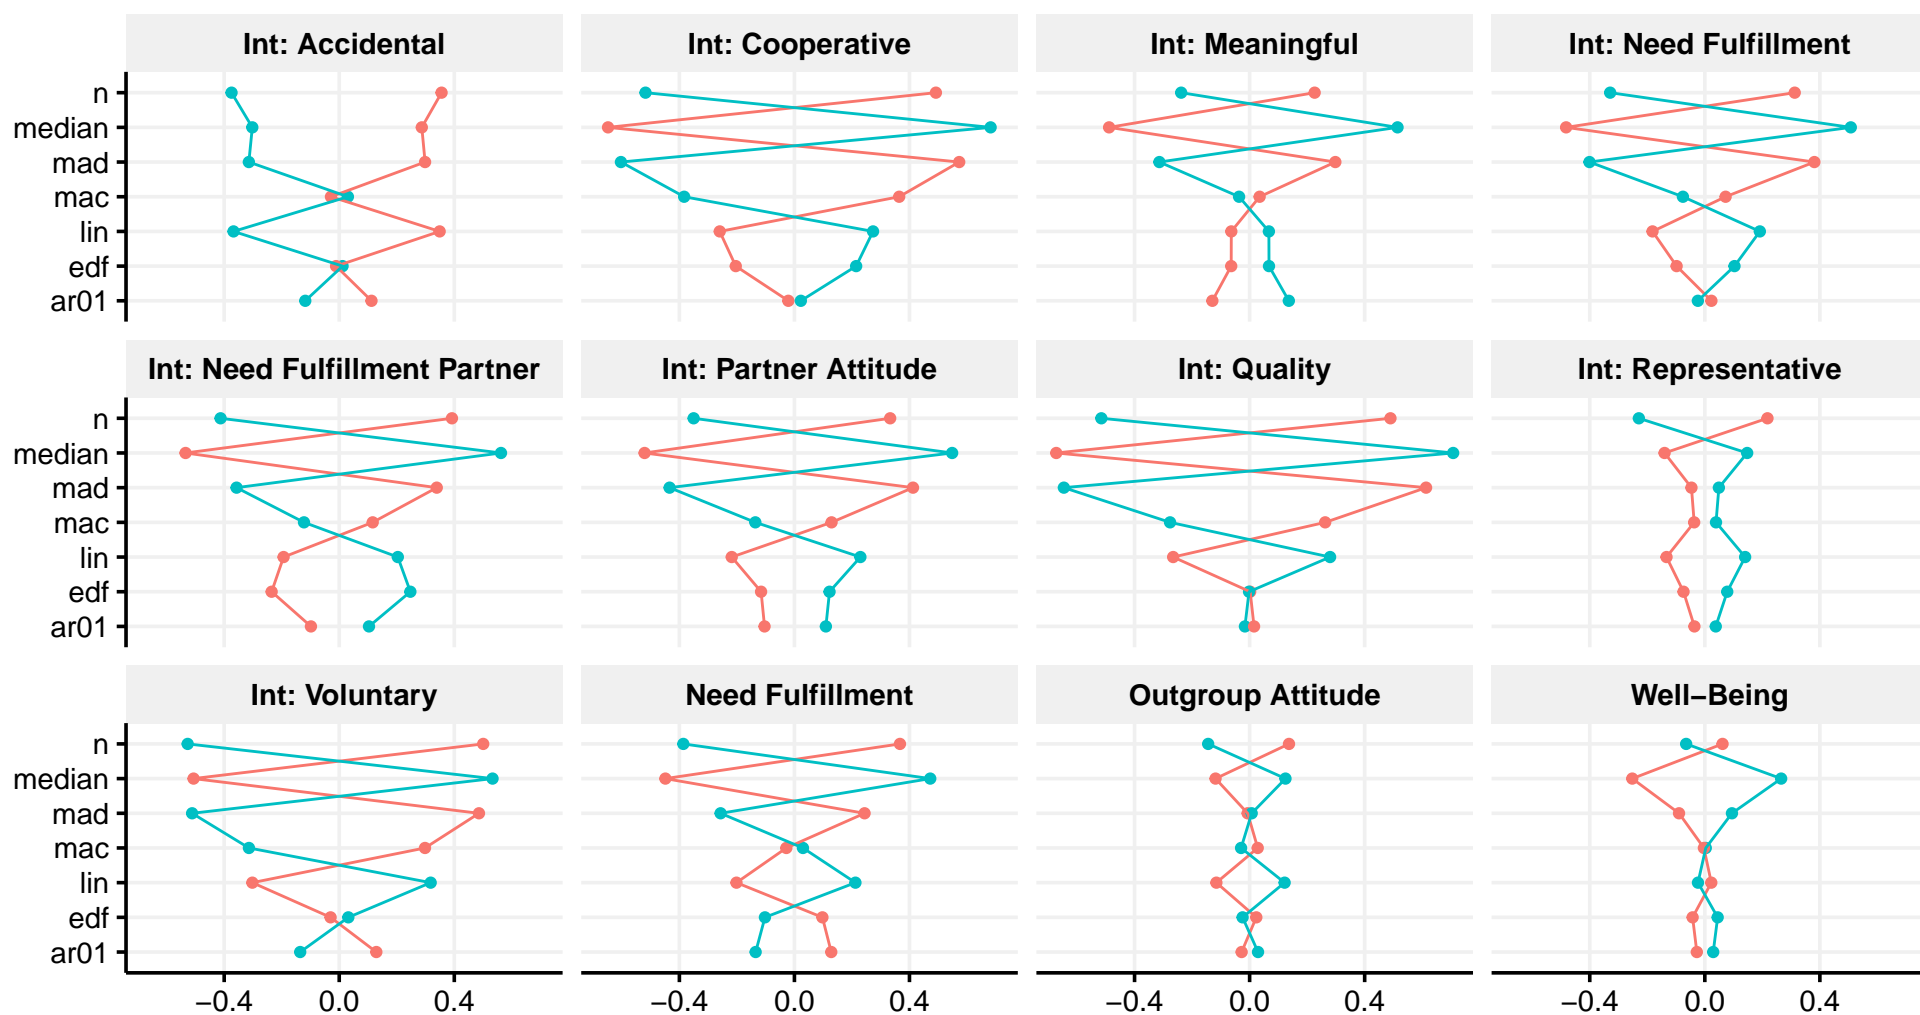 Int: Accidental
Int: Cooperative
Int: Meaningful
Int: Need Fulfillment
n
median
mad
mac
lin
edf
ar01
Int: Need Fulfillment Partner
Int: Partner Attitude
Int: Quality
Int: Representative
n
median
mad
mac
lin
edf
ar01
Int: Voluntary
Need Fulfillment
Outgroup Attitude
Well−Being
n
median
mad
mac
lin
edf
ar01
−0.4 0.0 0.4
−0.4 0.0 0.4
−0.4 0.0 0.4
−0.4 0.0 0.4